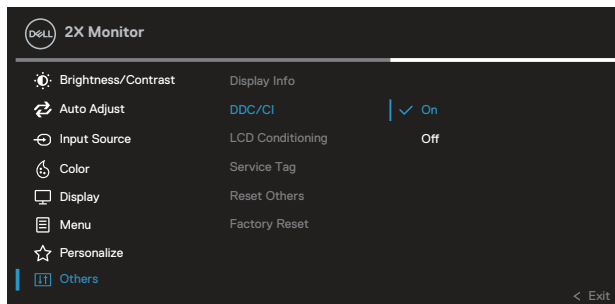 DELL 2X Monitor
Brightness/Contrast Display Info
Auto Adjust DDC/CI On
Input Source LCD Conditioning Off
Color Service Tag
Display Reset Others
Menu Factory Reset
Personalize
Others
< Exit